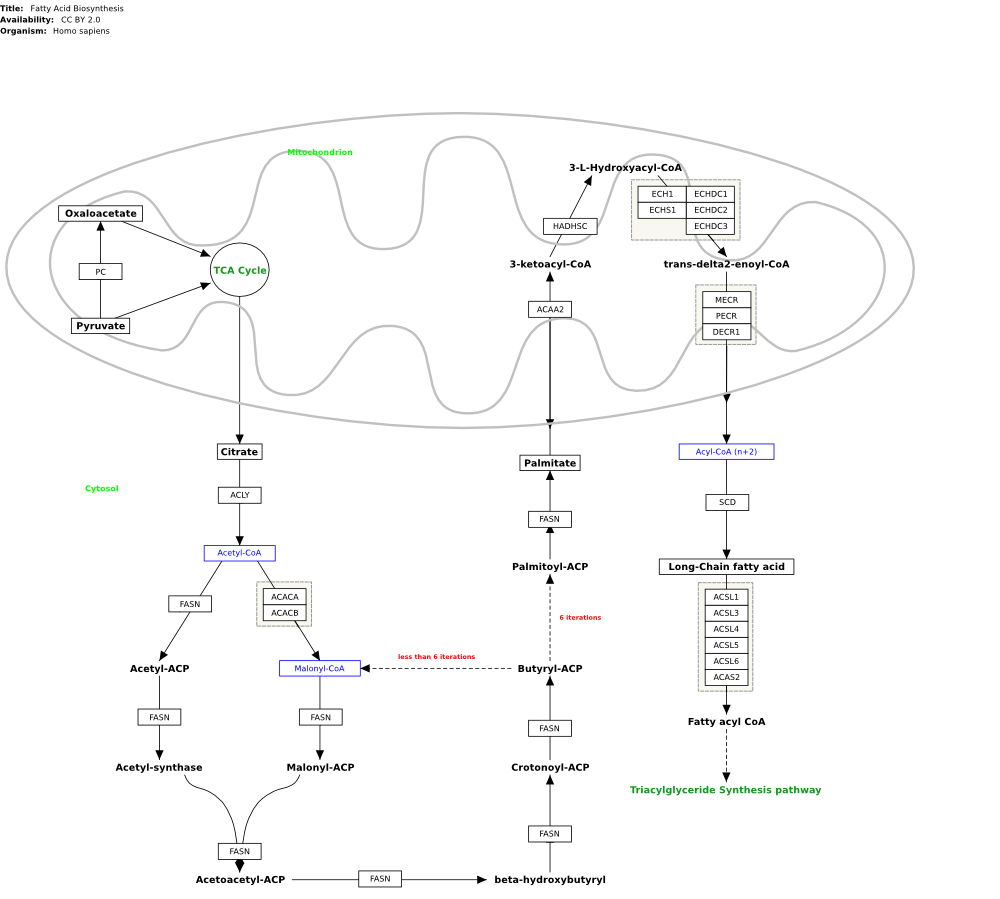 Title: Fatty Acid Biosynthesis
Availability: CC BY 2.0
Organism: Homo sapiens
Mitochondrion
3-L-Hydroxyacyl-CoA
ECH1 ECHDC1
ECHS1 ECHDC2
ECHDC3
Oxaloacetate
HADHSC
PC
TCA Cycle
3-ketoacyl-CoA
trans-delta2-enoyl-CoA
Pyruvate
ACAA2
MECR
PECR
DECR1
Citrate
Palmitate
Acyl-CoA (n+2)
Cytosol
ACLY
FASN
SCD
Acetyl-CoA
Palmitoyl-ACP
Long-Chain fatty acid
FASN
ACACA
ACACB
6 iterations
ACSL1
ACSL3
ACSL4
ACSL5
ACSL6
ACAS2
less than 6 iterations
Acetyl-ACP
Malonyl-CoA
Butyryl-ACP
FASN
FASN
FASN
Fatty acyl CoA
Acetyl-synthase
Malonyl-ACP
Crotonoyl-ACP
Triacylglyceride Synthesis pathway
FASN
FASN
Acetoacetyl-ACP
FASN
beta-hydroxybutyryl